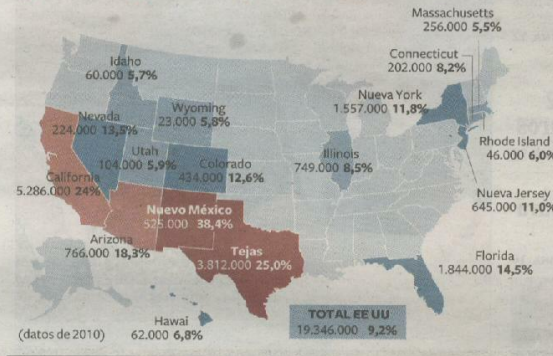 Massachusetts
256.000 5,5%
Connecticut
202.000 8,2%
Idaho
60.000 5,7%
Nueva York
1.557.000 11,8%
Wyoming
23.000 5,8%
Nevada
224.000 13,5%
Rhode Island
46.000 6,0%
Utah
104.000 5,9%
Colorado
434.000 12,6%
Illinois
749.000 8,5%
California
5.286.000 24%
Nueva Jersey
645.000 11,0%
Nuevo México
525.000 38,4%
Arizona
766.000 18,3%
Tejas
3.812.000 25,0%
Florida
1.844.000 14,5%
Hawai
62.000 6,8%
TOTAL EE UU
19.346.000 9,2%
(datos de 2010)